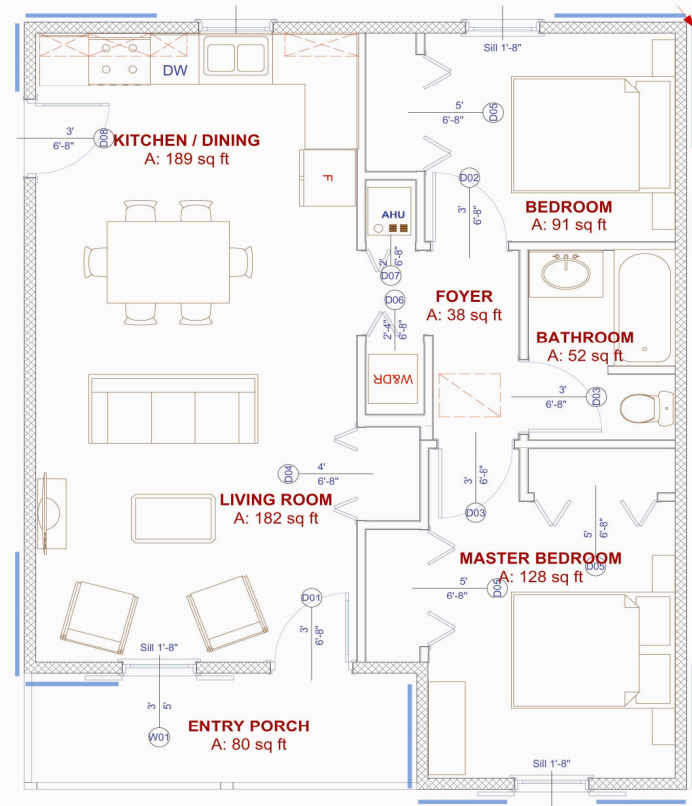 Sill 1'-8"
DW
3'
6'-8"
D08
KITCHEN / DINING
A: 189 sq ft
5'
6'-8"
D05
F
D02
3'
6'-8"
BEDROOM
A: 91 sq ft
AHU
2'
6'-8"
D07
D06
2'-4"
6'-8"
FOYER
A: 38 sq ft
BATHROOM
A: 52 sq ft
W&DR
3'
6'-8"
D03
4'
6'-8"
D04
3'
6'-8"
D03
LIVING ROOM
A: 182 sq ft
5'
6'-8"
D05
MASTER BEDROOM
A: 128 sq ft
5'
6'-8"
D05
D01
3'
6'-8"
Sill 1'-8"
3'
5'
W01
ENTRY PORCH
A: 80 sq ft
Sill 1'-8"